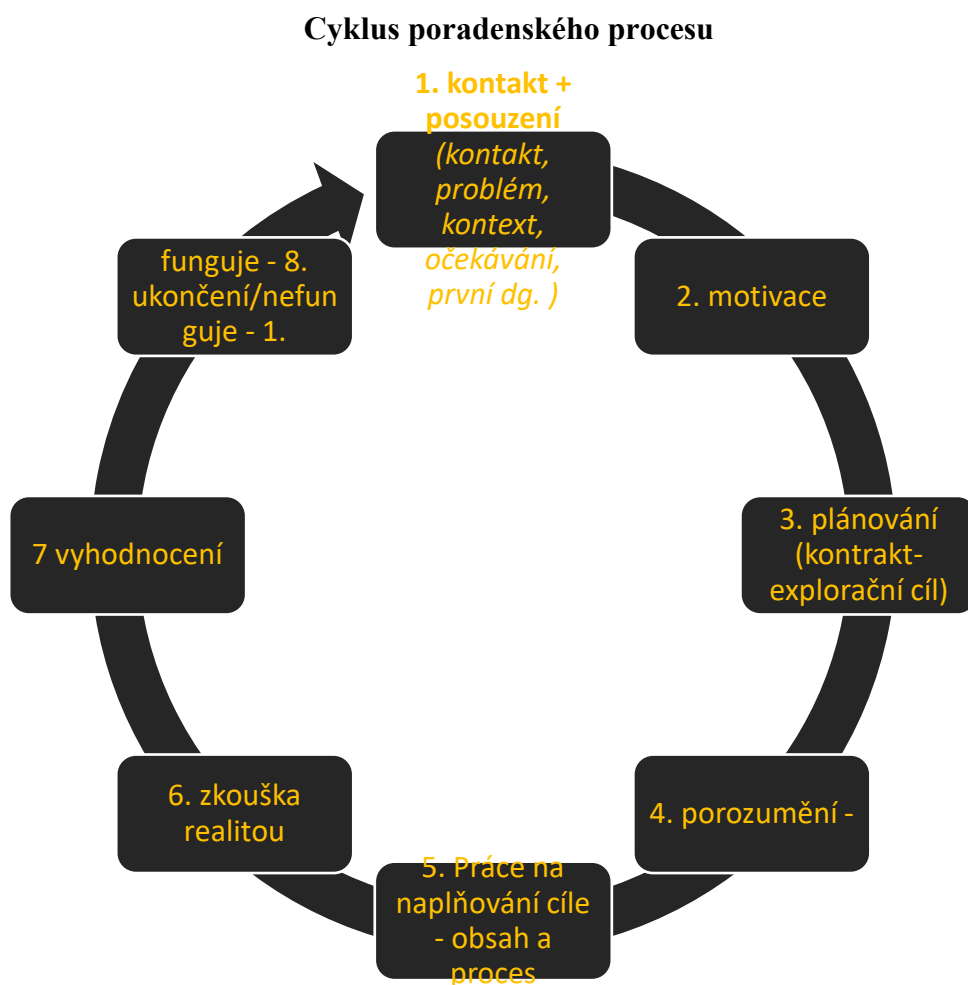 Cyklus poradenského procesu
1. kontakt +
posouzení
(kontakt,
problém,
kontext,
očekávání,
první dg. )
2. motivace
3. plánování
(kontrakt-
explorační cíl)
4. porozumění -
5. Práce na
naplňování cíle
- obsah a
proces
6. zkouška
realitou
7 vyhodnocení
funguje - 8.
ukončení/nefun
guje - 1.